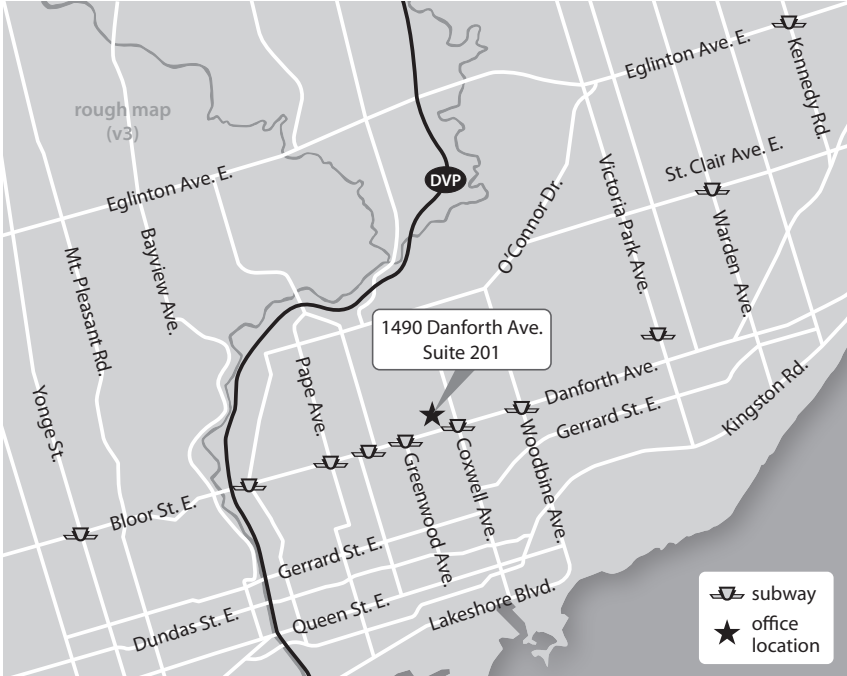 Eglinton Ave. E.
Kennedy Rd.
rough map
(v3)
St. Clair Ave. E.
DVP
Eglinton Ave. E.
O'Connor Dr.
Victoria Park Ave.
Warden Ave.
Bayview Ave.
Mt. Pleasant Rd.
1490 Danforth Ave.
Suite 201
Pape Ave.
Yonge St.
Danforth Ave.
Gerrard St. E.
Kingston Rd.
Woodbine Ave.
Coxwell Ave.
Greenwood Ave.
Bloor St. E.
Gerrard St. E.
Dundas St. E.
Queen St. E.
Lakeshore Blvd.
subway
office
location